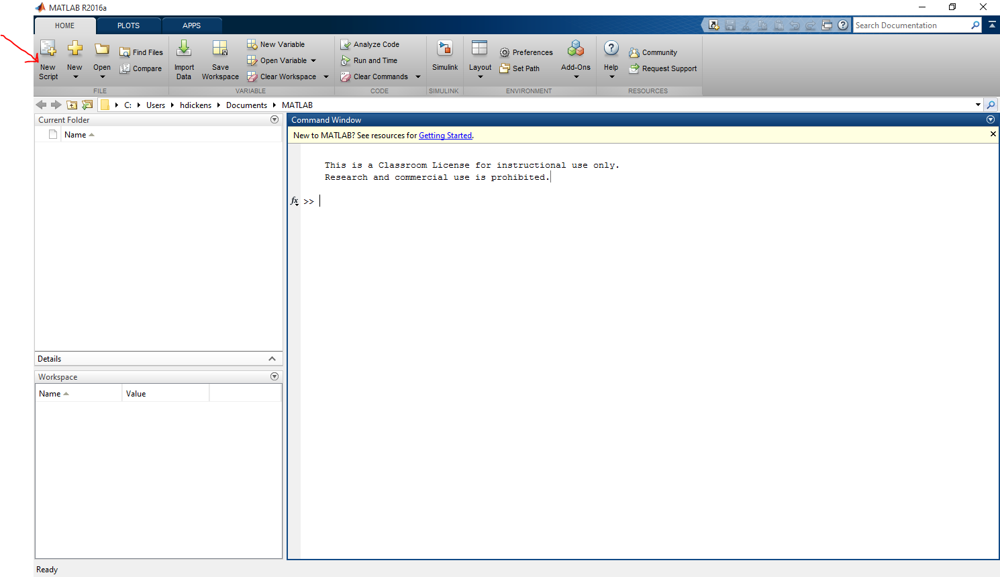 MATLAB R2016a
HOME PLOTS APPS
Search Documentation
New Script
New
Open
Find Files
Compare
Import Data
Save Workspace
New Variable
Open Variable
Clear Workspace
Analyze Code
Run and Time
Clear Commands
Simulink
Layout
Preferences
Set Path
Add-Ons
Help
Community
Request Support
FILE VARIABLE CODE SIMULINK ENVIRONMENT RESOURCES
C: Users hdickens Documents MATLAB
Current Folder
Name
Details
Workspace
Name Value
Command Window
New to MATLAB? See resources for Getting Started.
This is a Classroom License for instructional use only.
Research and commercial use is prohibited.
fx >>
Ready